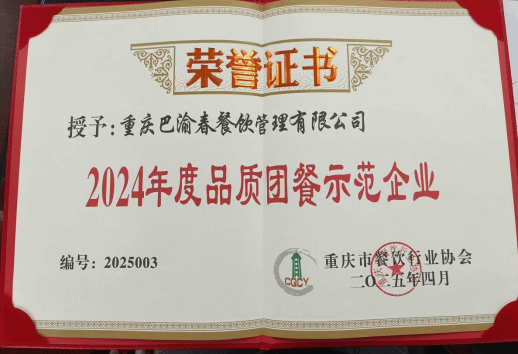 荣誉证书
授予：重庆巴渝春餐饮管理有限公司
2024年度品质团餐示范企业
编号：2025003
CQCY
重庆市餐饮行业协会
二〇二五年四月